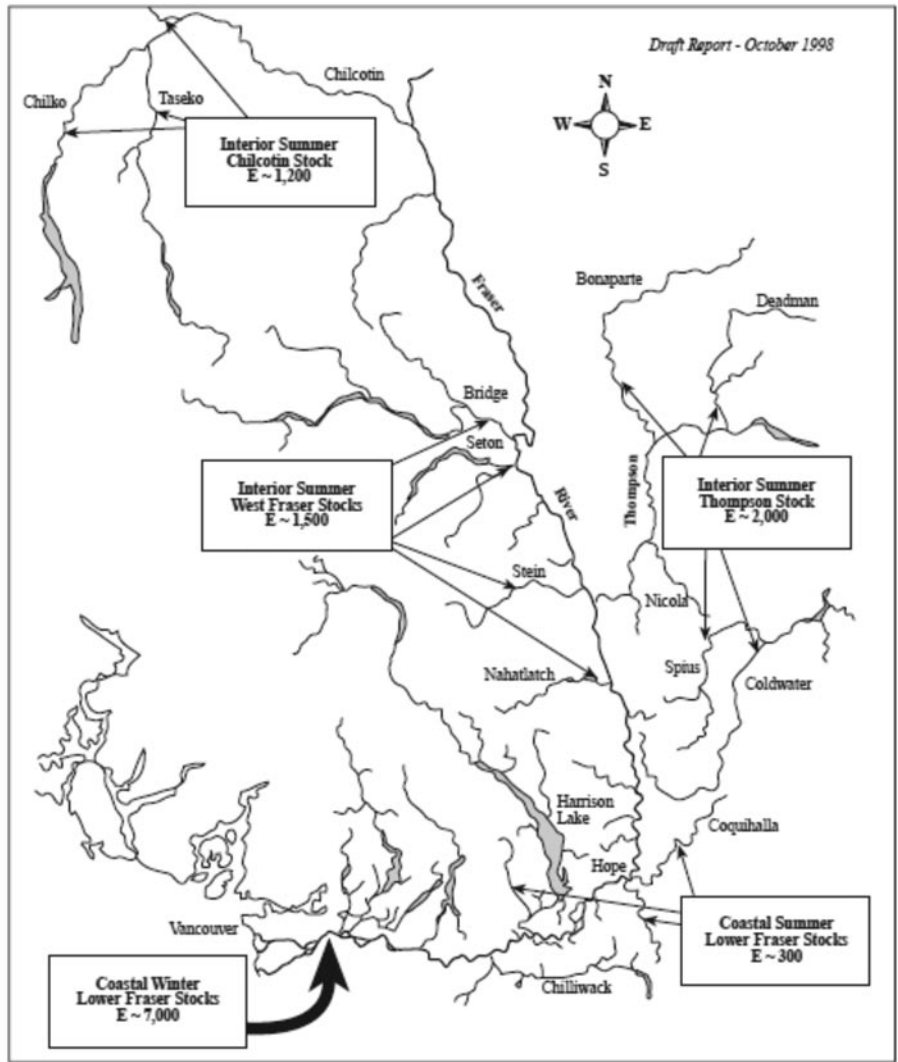 Draft Report - October 1998
N
W
E
S
Chilcotin
Chilko
Taseko
Interior Summer
Chilcotin Stock
E ~ 1,200
Fraser
Bonaparte
Deadman
Bridge
Seton
Interior Summer
West Fraser Stocks
E ~ 1,500
River
Thompson
Interior Summer
Thompson Stock
E ~ 2,000
Stein
Nicola
Nahatlatch
Spius
Coldwater
Harrison
Lake
Coquihalla
Hope
Vancouver
Coastal Summer
Lower Fraser Stocks
E ~ 300
Chilliwack
Coastal Winter
Lower Fraser Stocks
E ~ 7,000